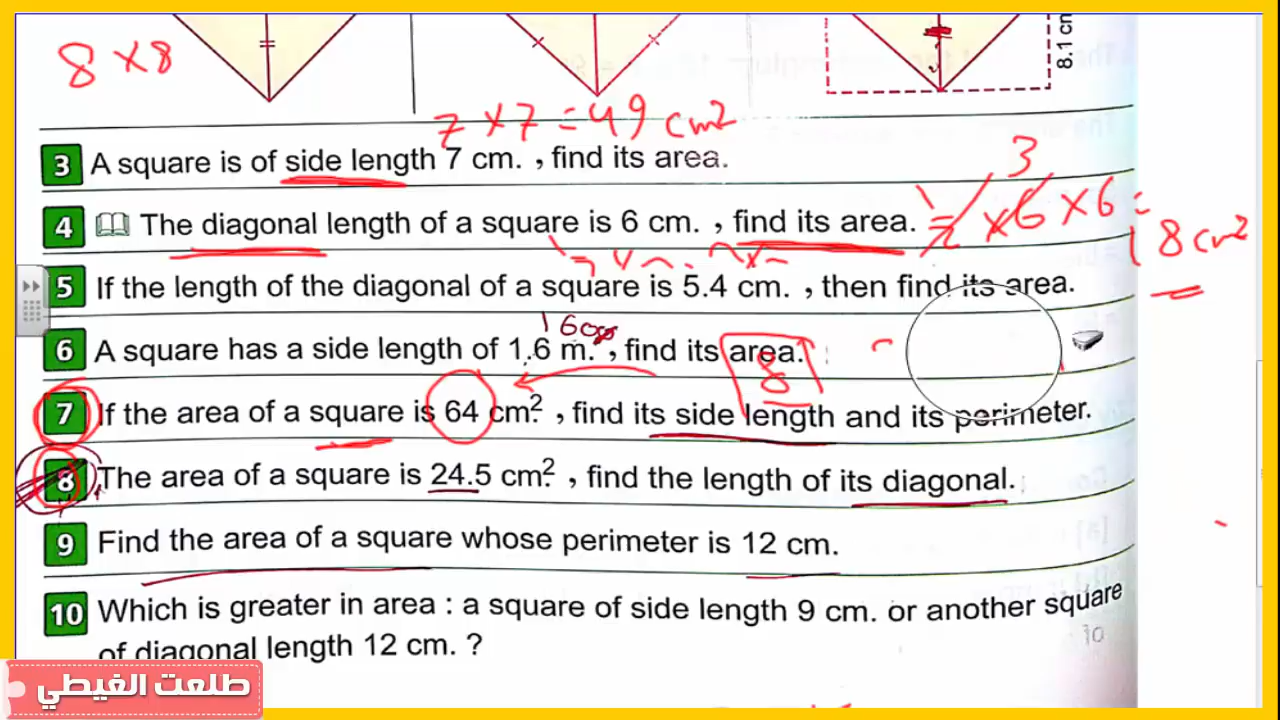 8 × 8
8.1 cm
7 × 7 = 49 cm²
3 A square is of side length 7 cm. , find its area.
4 The diagonal length of a square is 6 cm. , find its area.
1/2 × 6 × 6 =
3
18 cm²
5 If the length of the diagonal of a square is 5.4 cm. , then find its area.
160
6 A square has a side length of 1.6 m. , find its area.
8
7 If the area of a square is 64 cm². , find its side length and its perimeter.
8 The area of a square is 24.5 cm². , find the length of its diagonal.
9 Find the area of a square whose perimeter is 12 cm.
10 Which is greater in area : a square of side length 9 cm. or another square
of diagonal length 12 cm. ?
طلعت الغيطي